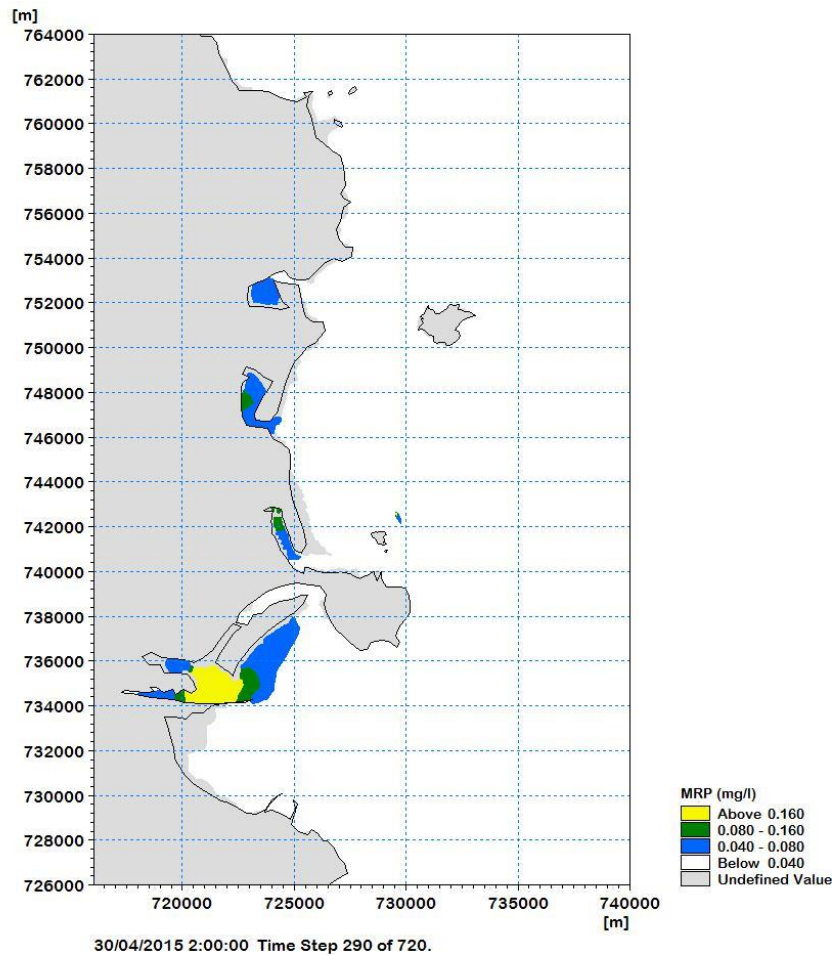 [m]
764000
762000
760000
758000
756000
754000
752000
750000
748000
746000
744000
742000
740000
738000
736000
734000
732000
730000
728000
726000
720000 725000 730000 735000 740000
[m]
MRP (mg/l)
Above 0.160
0.080 - 0.160
0.040 - 0.080
Below 0.040
Undefined Value
30/04/2015 2:00:00 Time Step 290 of 720.